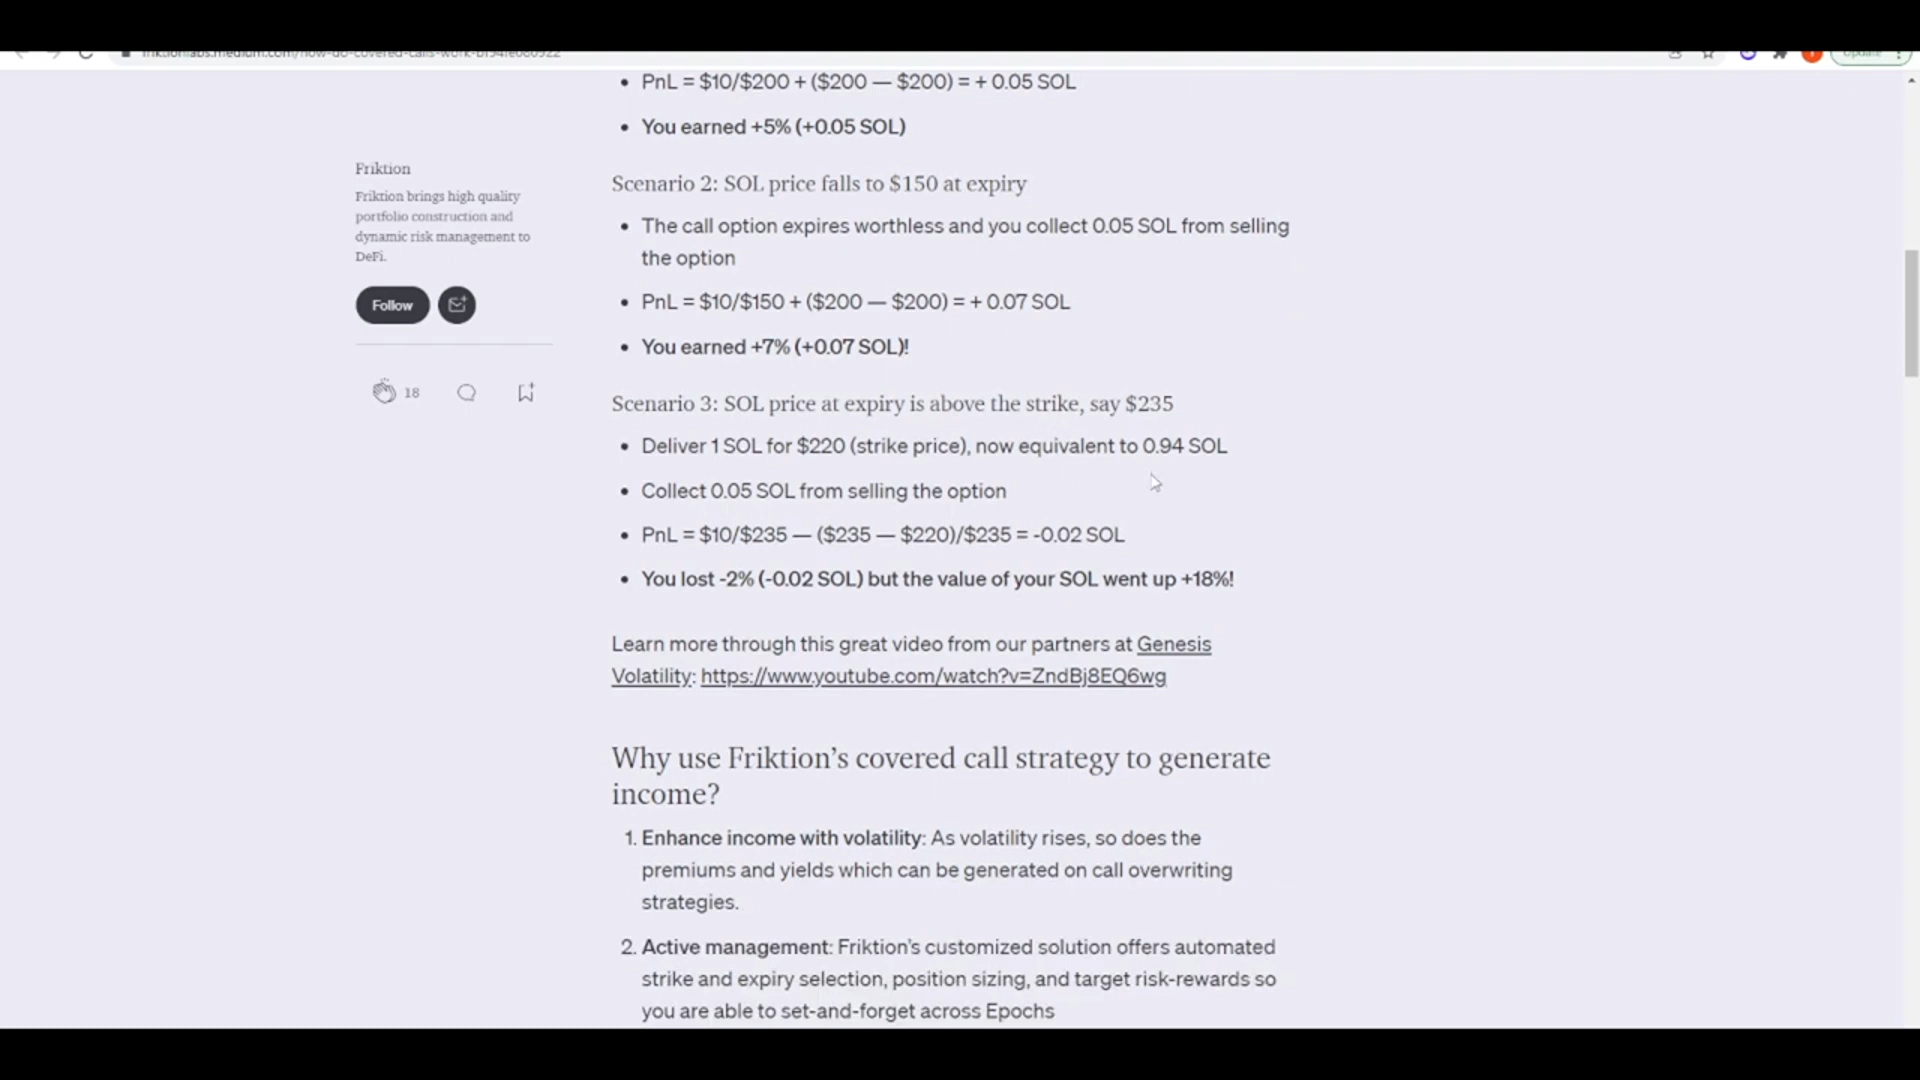 friktionlabs.medium.com/how-do-covered-calls-work-bf94fe680922
Update
• PnL = $10/$200 + ($200 — $200) = + 0.05 SOL
• You earned +5% (+0.05 SOL)
Friktion
Friktion brings high quality
portfolio construction and
dynamic risk management to
DeFi.
Follow
18
Scenario 2: SOL price falls to $150 at expiry
• The call option expires worthless and you collect 0.05 SOL from selling
the option
• PnL = $10/$150 + ($200 — $200) = + 0.07 SOL
• You earned +7% (+0.07 SOL)!
Scenario 3: SOL price at expiry is above the strike, say $235
• Deliver 1 SOL for $220 (strike price), now equivalent to 0.94 SOL
• Collect 0.05 SOL from selling the option
• PnL = $10/$235 — ($235 — $220)/$235 = -0.02 SOL
• You lost -2% (-0.02 SOL) but the value of your SOL went up +18%!
Learn more through this great video from our partners at Genesis
Volatility: https://www.youtube.com/watch?v=ZndBj8EQ6wg
Why use Friktion’s covered call strategy to generate
income?
1. Enhance income with volatility: As volatility rises, so does the
premiums and yields which can be generated on call overwriting
strategies.
2. Active management: Friktion’s customized solution offers automated
strike and expiry selection, position sizing, and target risk-rewards so
you are able to set-and-forget across Epochs